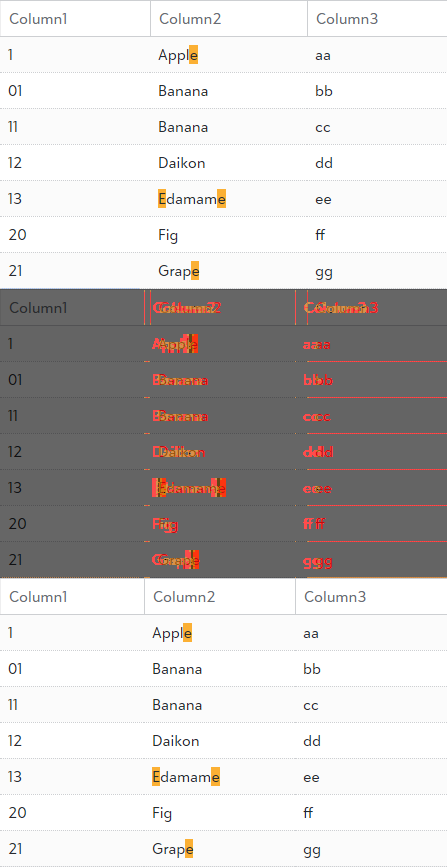 Column1 Column2 Column3
1 Apple aa
01 Banana bb
11 Banana cc
12 Daikon dd
13 Edamame ee
20 Fig ff
21 Grape gg
Column1 Column2 Column3
1 Apple aa
01 Banana bb
11 Banana cc
12 Daikon dd
13 Edamame ee
20 Fig ff
21 Grape gg
Column1 Column2 Column3
1 Apple aa
01 Banana bb
11 Banana cc
12 Daikon dd
13 Edamame ee
20 Fig ff
21 Grape gg